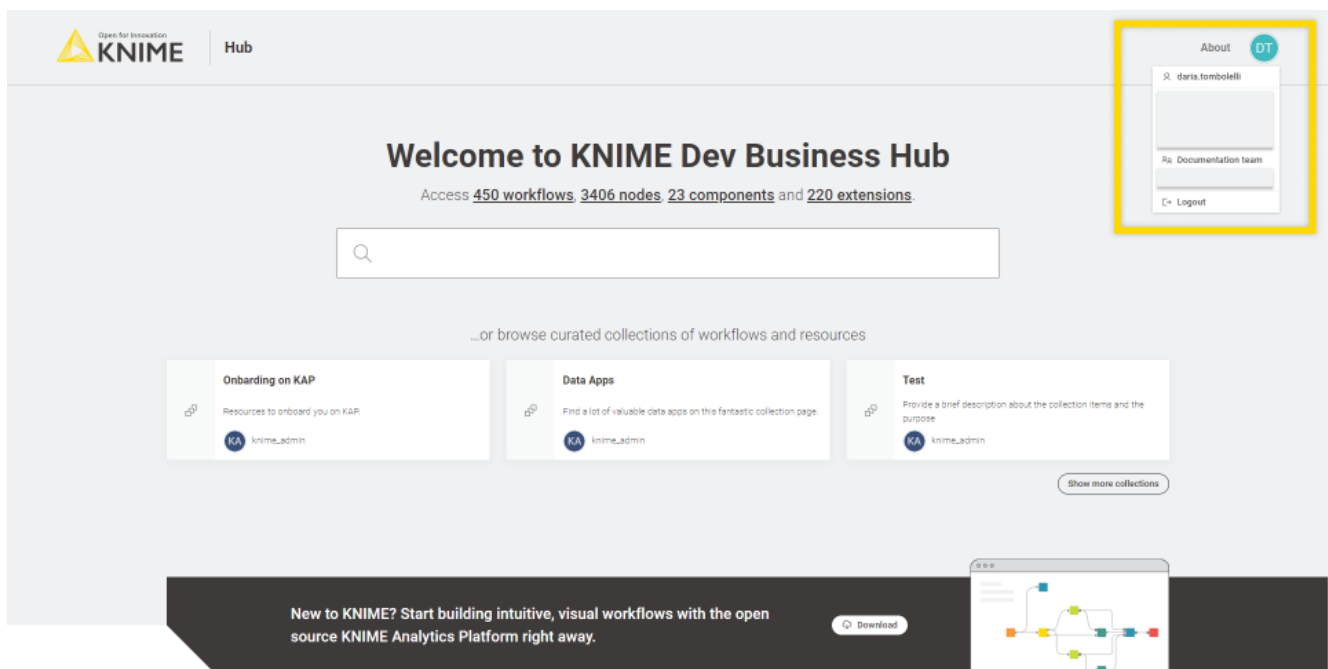 Open for Innovation
KNIME
Hub
About
DT
daria.tombolelli
Documentation team
Logout
Welcome to KNIME Dev Business Hub
Access 450 workflows, 3406 nodes, 23 components and 220 extensions.
...or browse curated collections of workflows and resources
Onbarding on KAP
Resources to onboard you on KAP.
KA knime_admin
Data Apps
Find a lot of valuable data apps on this fantastic collection page.
KA knime_admin
Test
Provide a brief description about the collection items and the
purpose
KA knime_admin
Show more collections
New to KNIME? Start building intuitive, visual workflows with the open
source KNIME Analytics Platform right away.
Download